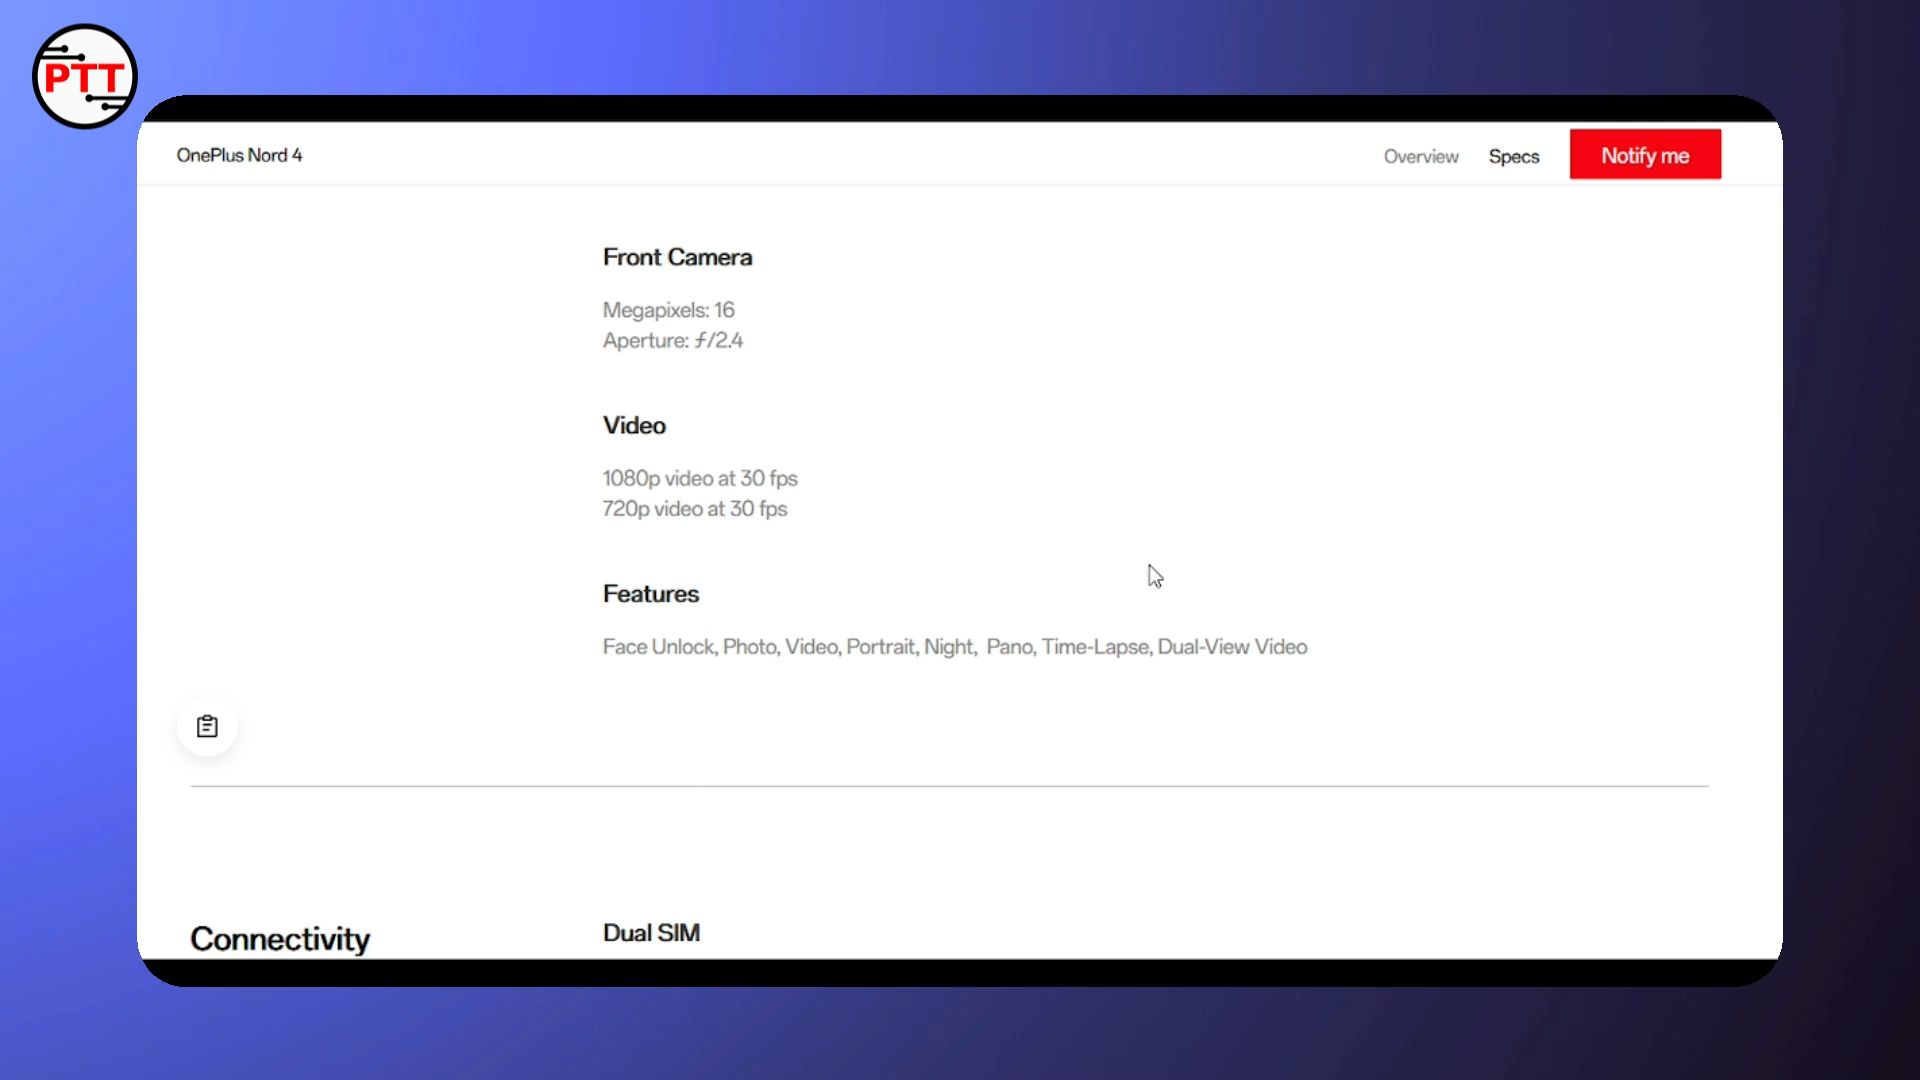 PTT
OnePlus Nord 4
Overview
Specs
Notify me
Front Camera
Megapixels: 16
Aperture: ƒ/2.4
Video
1080p video at 30 fps
720p video at 30 fps
Features
Face Unlock, Photo, Video, Portrait, Night,  Pano, Time-Lapse, Dual-View Video
Connectivity
Dual SIM